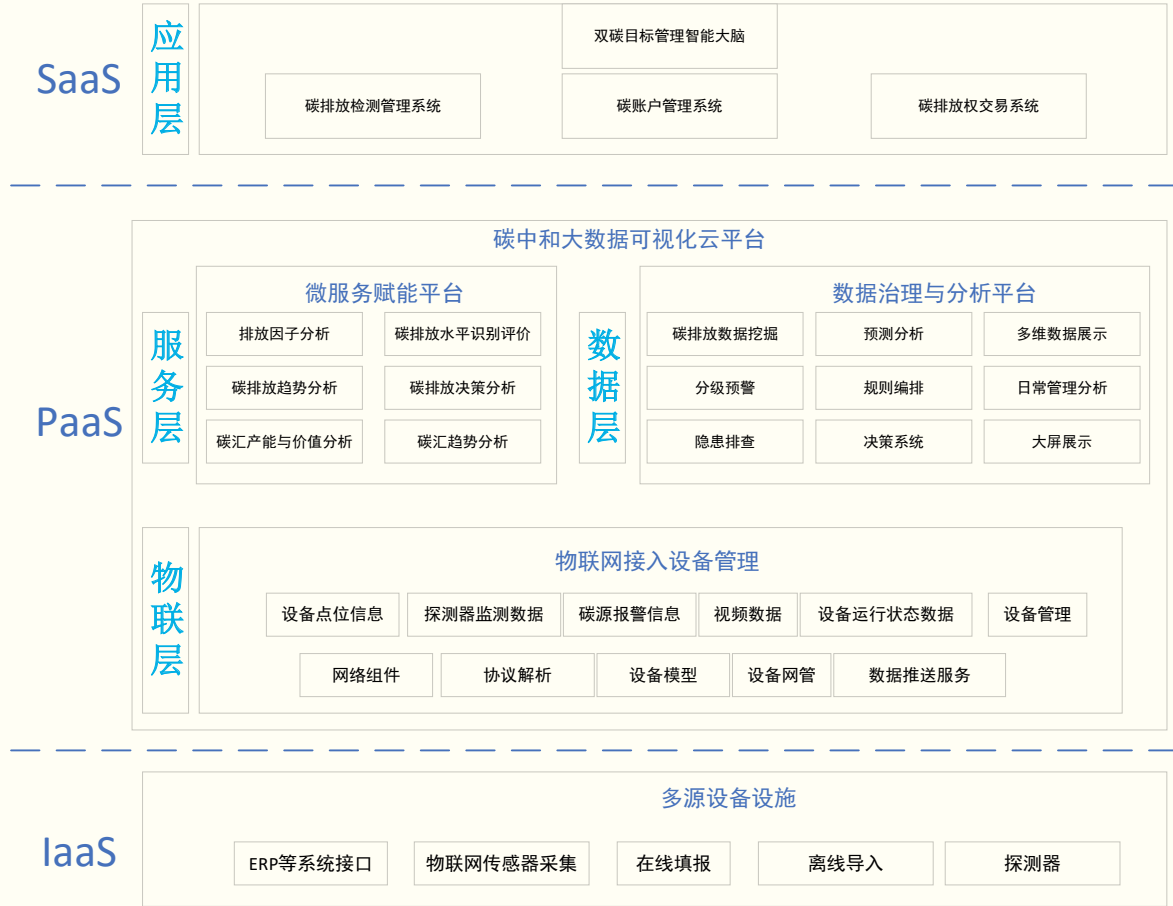 SaaS
应用层
双碳目标管理智能大脑
碳排放检测管理系统
碳账户管理系统
碳排放权交易系统
PaaS
碳中和大数据可视化云平台
服务层
微服务赋能平台
排放因子分析
碳排放水平识别评价
碳排放趋势分析
碳排放决策分析
碳汇产能与价值分析
碳汇趋势分析
数据层
数据治理与分析平台
碳排放数据挖掘
预测分析
多维数据展示
分级预警
规则编排
日常管理分析
隐患排查
决策系统
大屏展示
物联层
物联网接入设备管理
设备点位信息
探测器监测数据
碳源报警信息
视频数据
设备运行状态数据
设备管理
网络组件
协议解析
设备模型
设备网管
数据推送服务
IaaS
多源设备设施
ERP等系统接口
物联网传感器采集
在线填报
离线导入
探测器